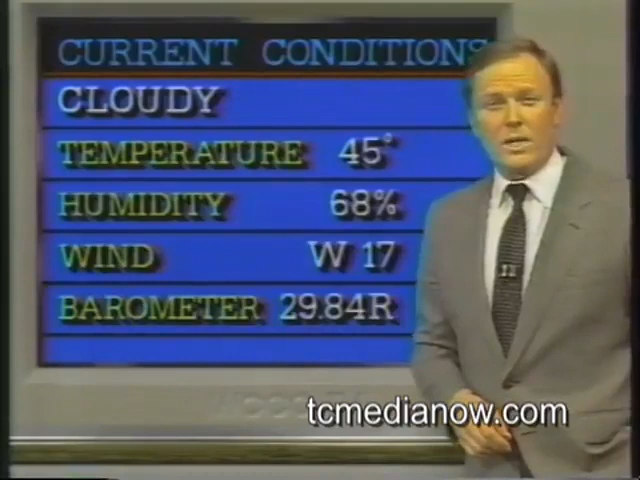 CURRENT CONDITIONS
CLOUDY
TEMPERATURE 45°
HUMIDITY 68%
WIND W 17
BAROMETER 29.84R
tcmedianow.com